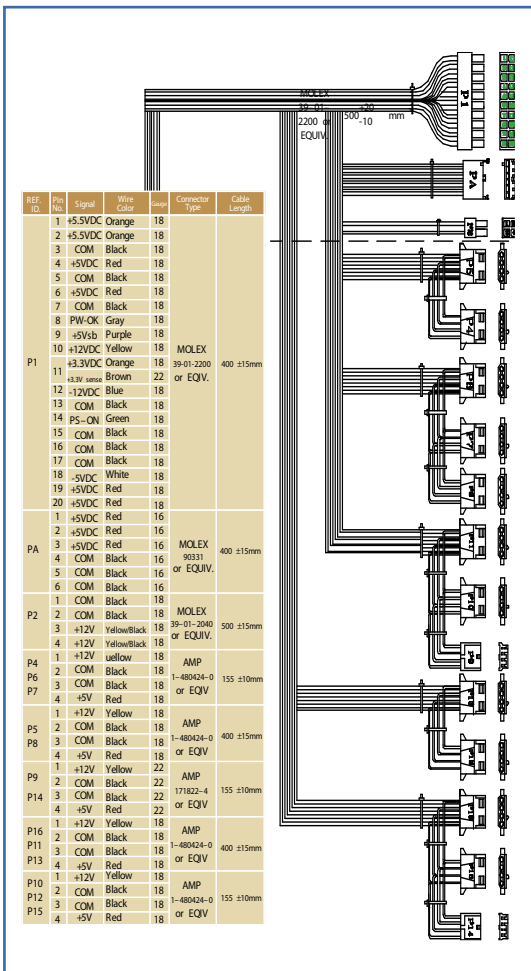 MOLEX
39-01-
2200 or
EQUIV.
500 +20 -10 mm
P1
PA
P5
P4
P8
P7
P6
P11
P10
P9
P14
REF. ID. Pin No. Signal Wire Color Gauge Connector Type Cable Length
P1
1 +5.5VDC Orange 18
2 +5.5VDC Orange 18
3 COM Black 18
4 +5VDC Red 18
5 COM Black 18
6 +5VDC Red 18
7 COM Black 18
8 PW-OK Gray 18
9 +5Vsb Purple 18
10 +12VDC Yellow 18
11 +3.3VDC Orange 18
+3.3V sense Brown 22
12 -12VDC Blue 18
13 COM Black 18
14 PS-ON Green 18
15 COM Black 18
16 COM Black 18
17 COM Black 18
18 -5VDC White 18
19 +5VDC Red 18
20 +5VDC Red 18
MOLEX
39-01-2200
or EQIV.
400 ±15mm
PA
1 +5VDC Red 16
2 +5VDC Red 16
3 +5VDC Red 16
4 COM Black 16
5 COM Black 16
6 COM Black 16
MOLEX
90331
or EQUIV.
400 ±15mm
P2
1 COM Black 18
2 COM Black 18
3 +12V Yellow/Black 18
4 +12V Yellow/Black 18
MOLEX
39-01-2040
or EQUIV.
500 ±15mm
P4
P6
P7
1 +12V uellow 18
2 COM Black 18
3 COM Black 18
4 +5V Red 18
AMP
1-480424-0
or EQIV
155 ±10mm
P5
P8
1 +12V Yellow 18
2 COM Black 18
3 COM Black 18
4 +5V Red 18
AMP
1-480424-0
or EQIV
400 ±15mm
P9
P14
1 +12V Yellow 22
2 COM Black 22
3 COM Black 22
4 +5V Red 22
AMP
171822-4
or EQIV
155 ±10mm
P16
P11
P13
1 +12V Yellow 18
2 COM Black 18
3 COM Black 18
4 +5V Red 18
AMP
1-480424-0
or EQIV
400 ±15mm
P10
P12
P15
1 +12V Yellow 18
2 COM Black 18
3 COM Black 18
4 +5V Red 18
AMP
1-480424-0
or EQIV
155 ±10mm